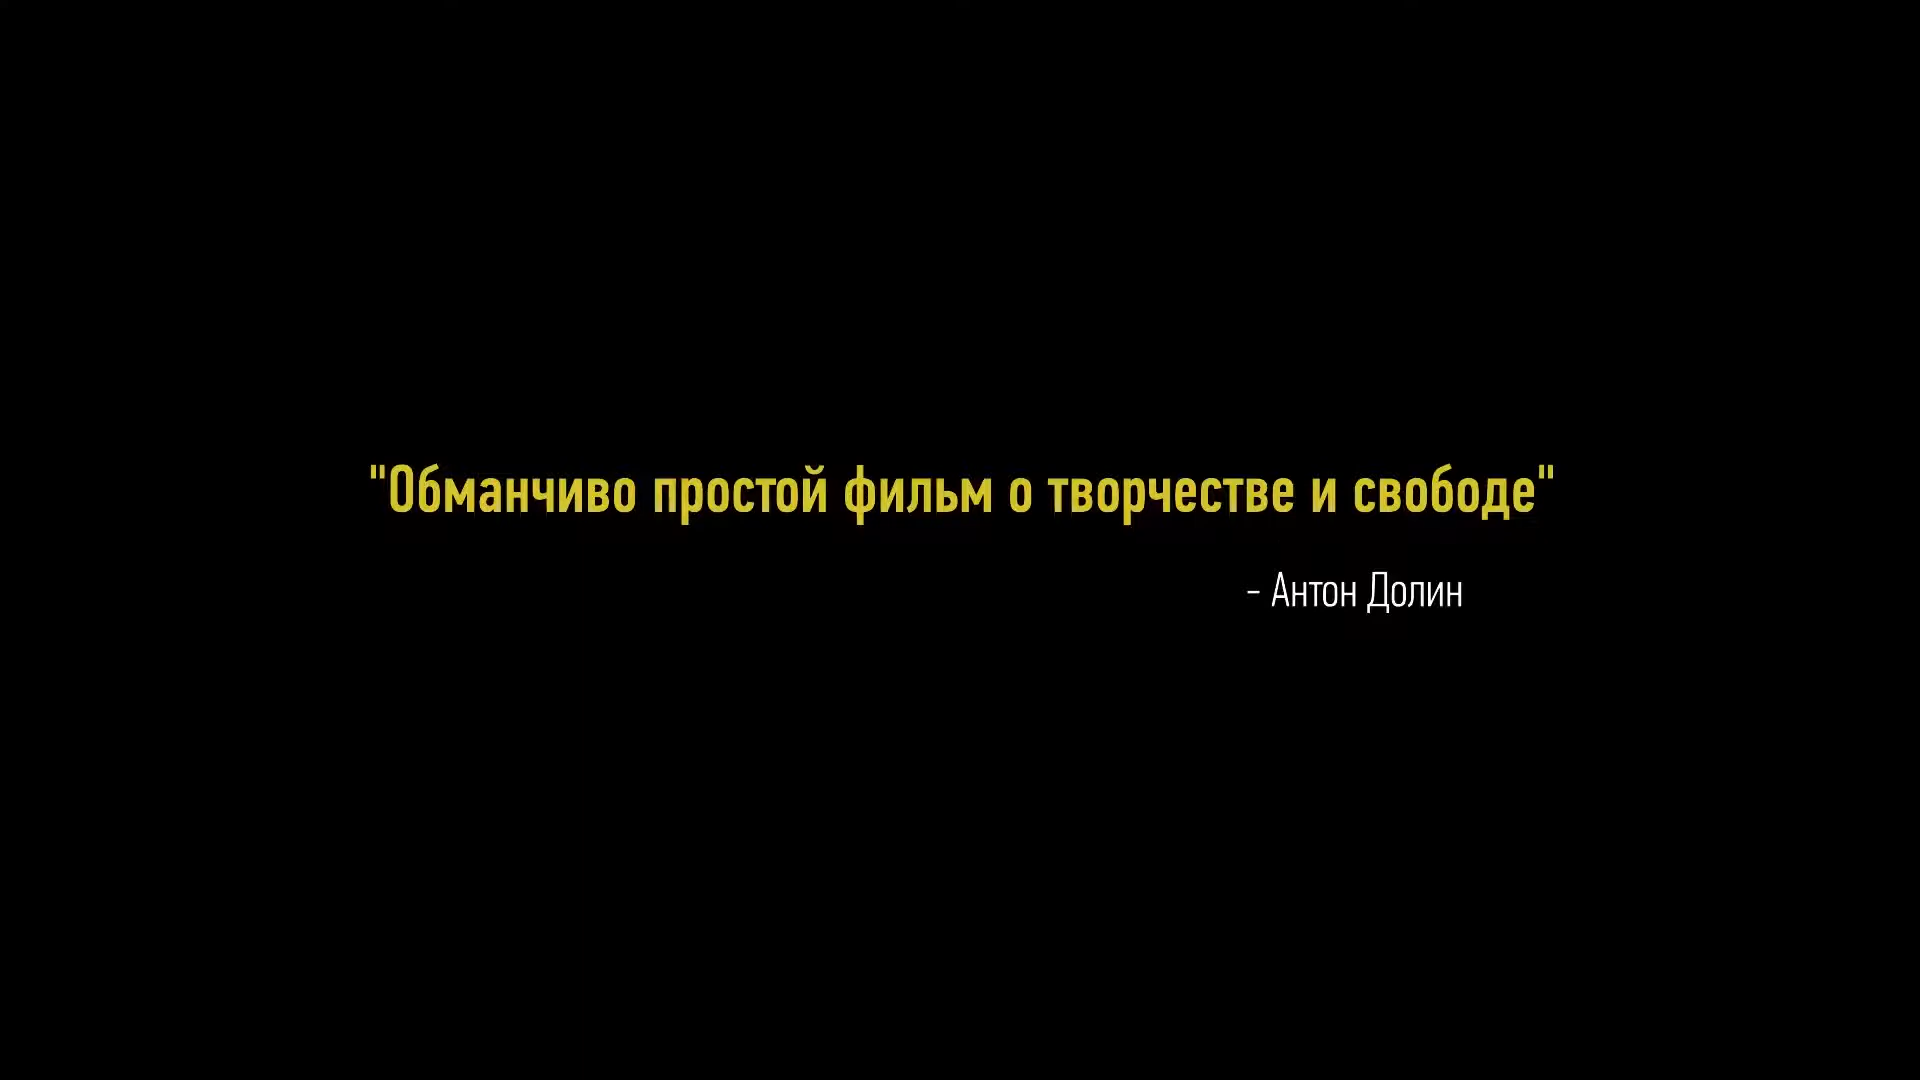 "Обманчиво простой фильм о творчестве и свободе"
- Антон Долин